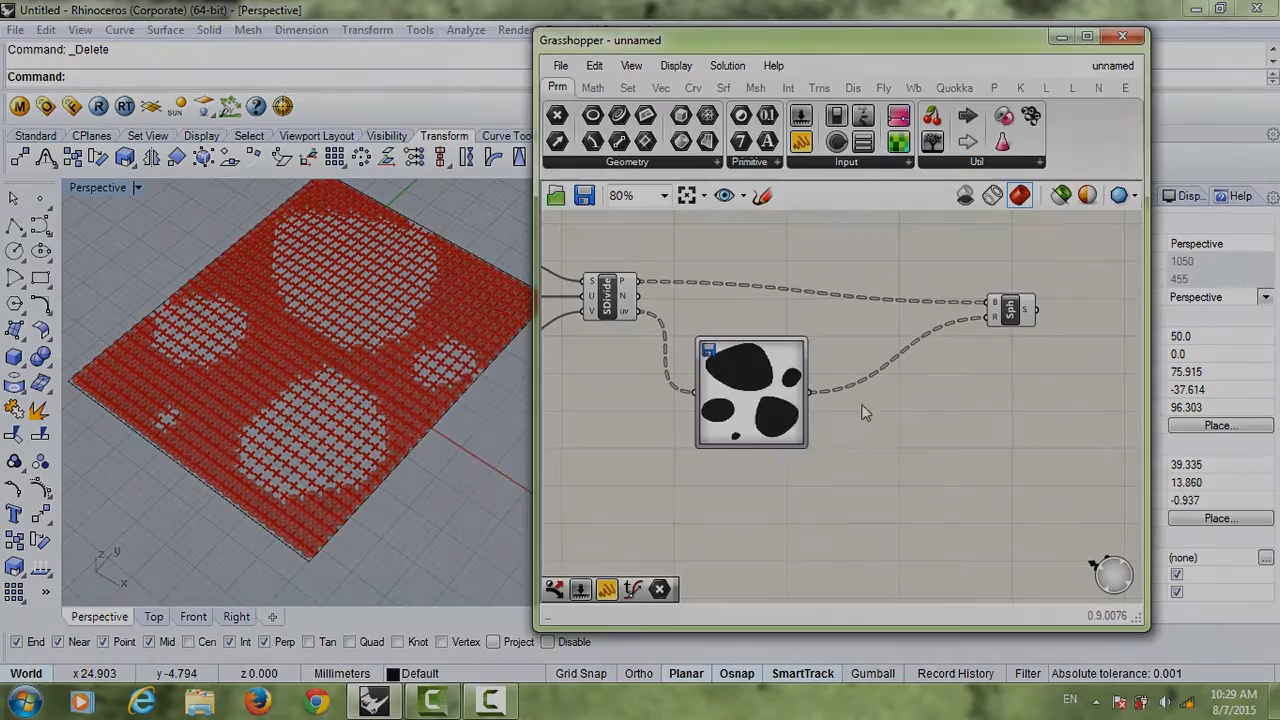 Untitled - Rhinoceros (Corporate) (64-bit) - [Perspective]
File Edit View Curve Surface Solid Mesh Dimension Transform Tools Analyze
Command: _Delete
Command:
Standard CPlanes Set View Display Select Viewport Layout Visibility Transform Curve Tool
Perspective
Grasshopper - unnamed
File Edit View Display Solution Help unnamed
Prm Math Set Vec Crv Srf Msh Int Trns Dis Fly Wb Quokka P K L L N E
Geometry Primitive Input Util
80%
S U V SDivide P N uv
B R Sph S
0.9.0076
Disp... Help
Perspective
1050
455
Perspective
50.0
0.0
75.915
-37.614
96.303
Place...
39.335
13.860
-0.937
Place...
(none)
z y x
Perspective Top Front Right
End Near Point Mid Cen Int Perp Tan Quad Knot Vertex Project Disable
World x 24.903 y -4.794 z 0.000 Millimeters Default Grid Snap Ortho Planar Osnap SmartTrack Gumball Record History Filter Absolute tolerance: 0.001
EN
10:29 AM
8/7/2015